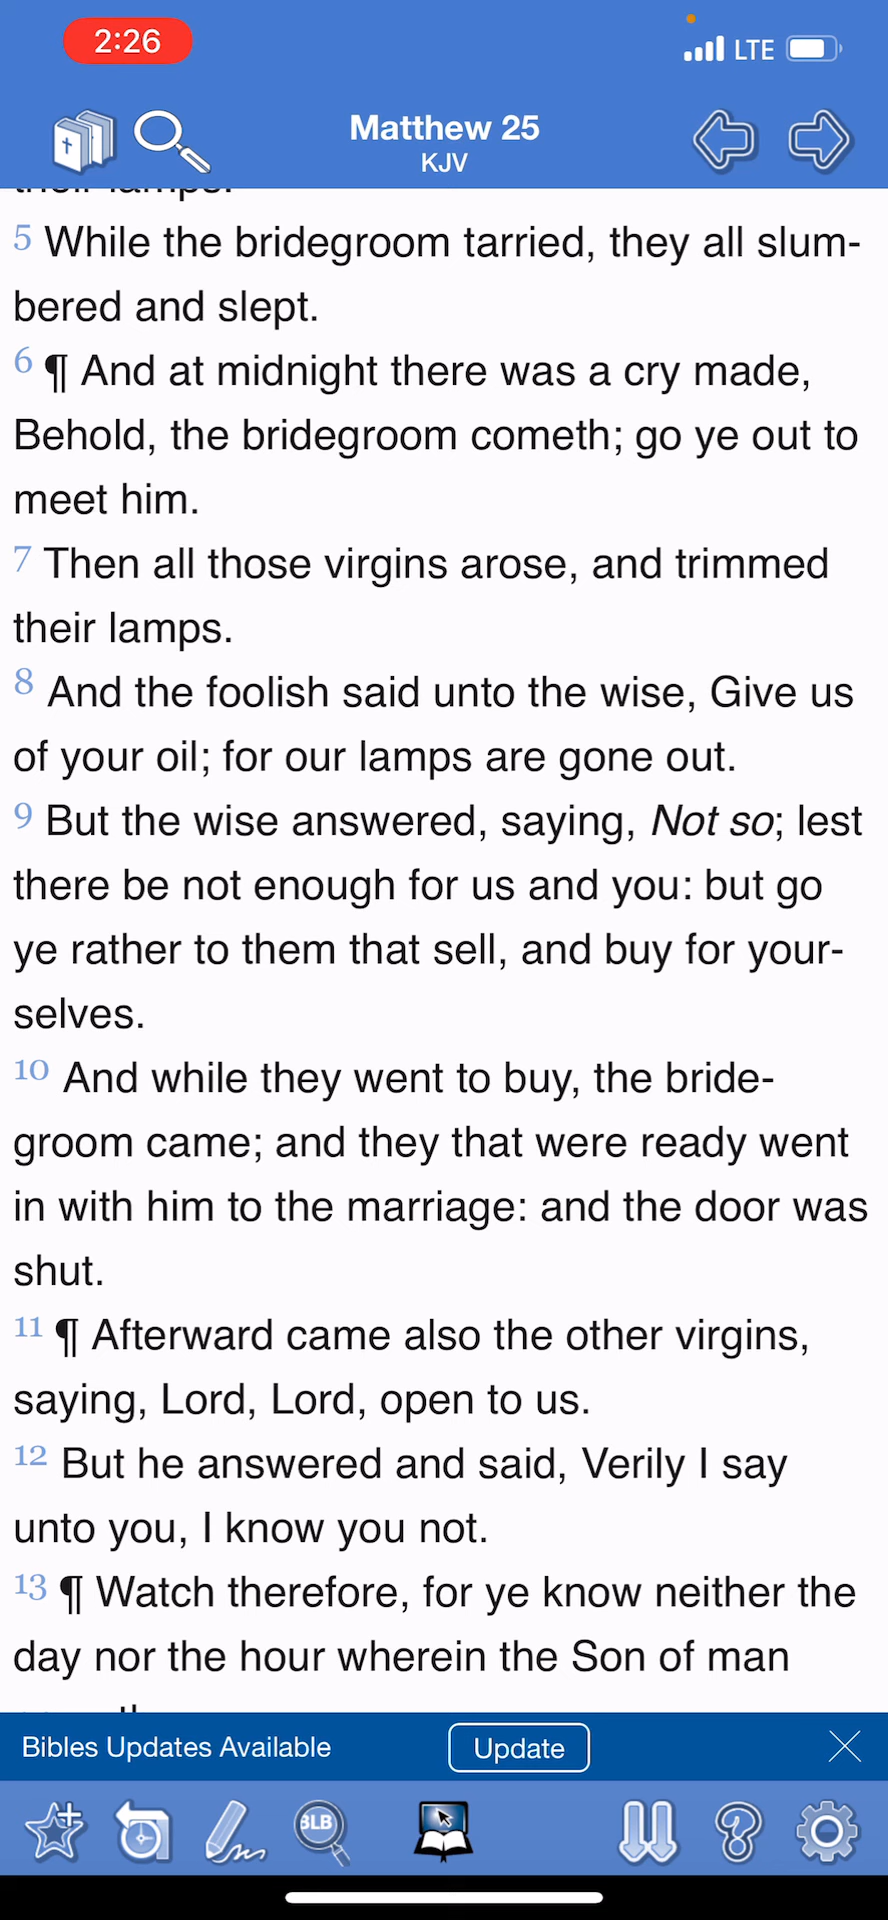 2:26
LTE
Matthew 25
KJV
their lamps.
5 While the bridegroom tarried, they all slum-
bered and slept.
6 ¶ And at midnight there was a cry made,
Behold, the bridegroom cometh; go ye out to
meet him.
7 Then all those virgins arose, and trimmed
their lamps.
8 And the foolish said unto the wise, Give us
of your oil; for our lamps are gone out.
9 But the wise answered, saying, Not so; lest
there be not enough for us and you: but go
ye rather to them that sell, and buy for your-
selves.
10 And while they went to buy, the bride-
groom came; and they that were ready went
in with him to the marriage: and the door was
shut.
11 ¶ Afterward came also the other virgins,
saying, Lord, Lord, open to us.
12 But he answered and said, Verily I say
unto you, I know you not.
13 ¶ Watch therefore, for ye know neither the
day nor the hour wherein the Son of man
Bibles Updates Available
Update
BLB